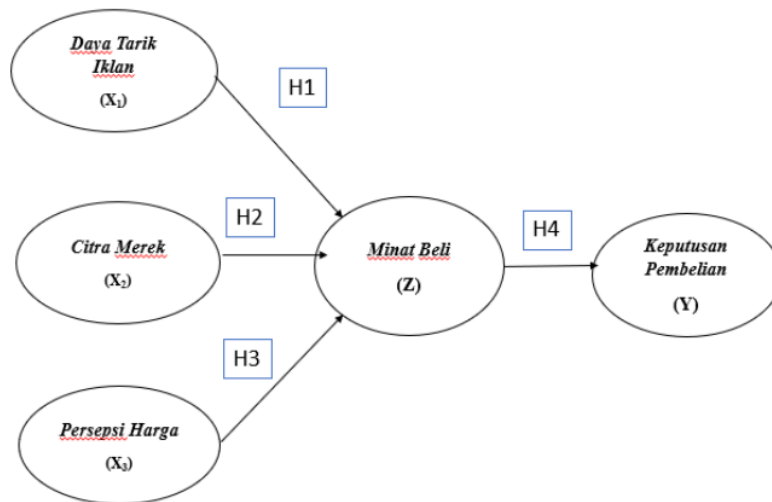 Daya Tarik
Iklan
(X₁)
H1
Citra Merek
(X₂)
H2
Minat Beli
(Z)
H4
Keputusan
Pembelian
(Y)
H3
Persepsi Harga
(X₃)